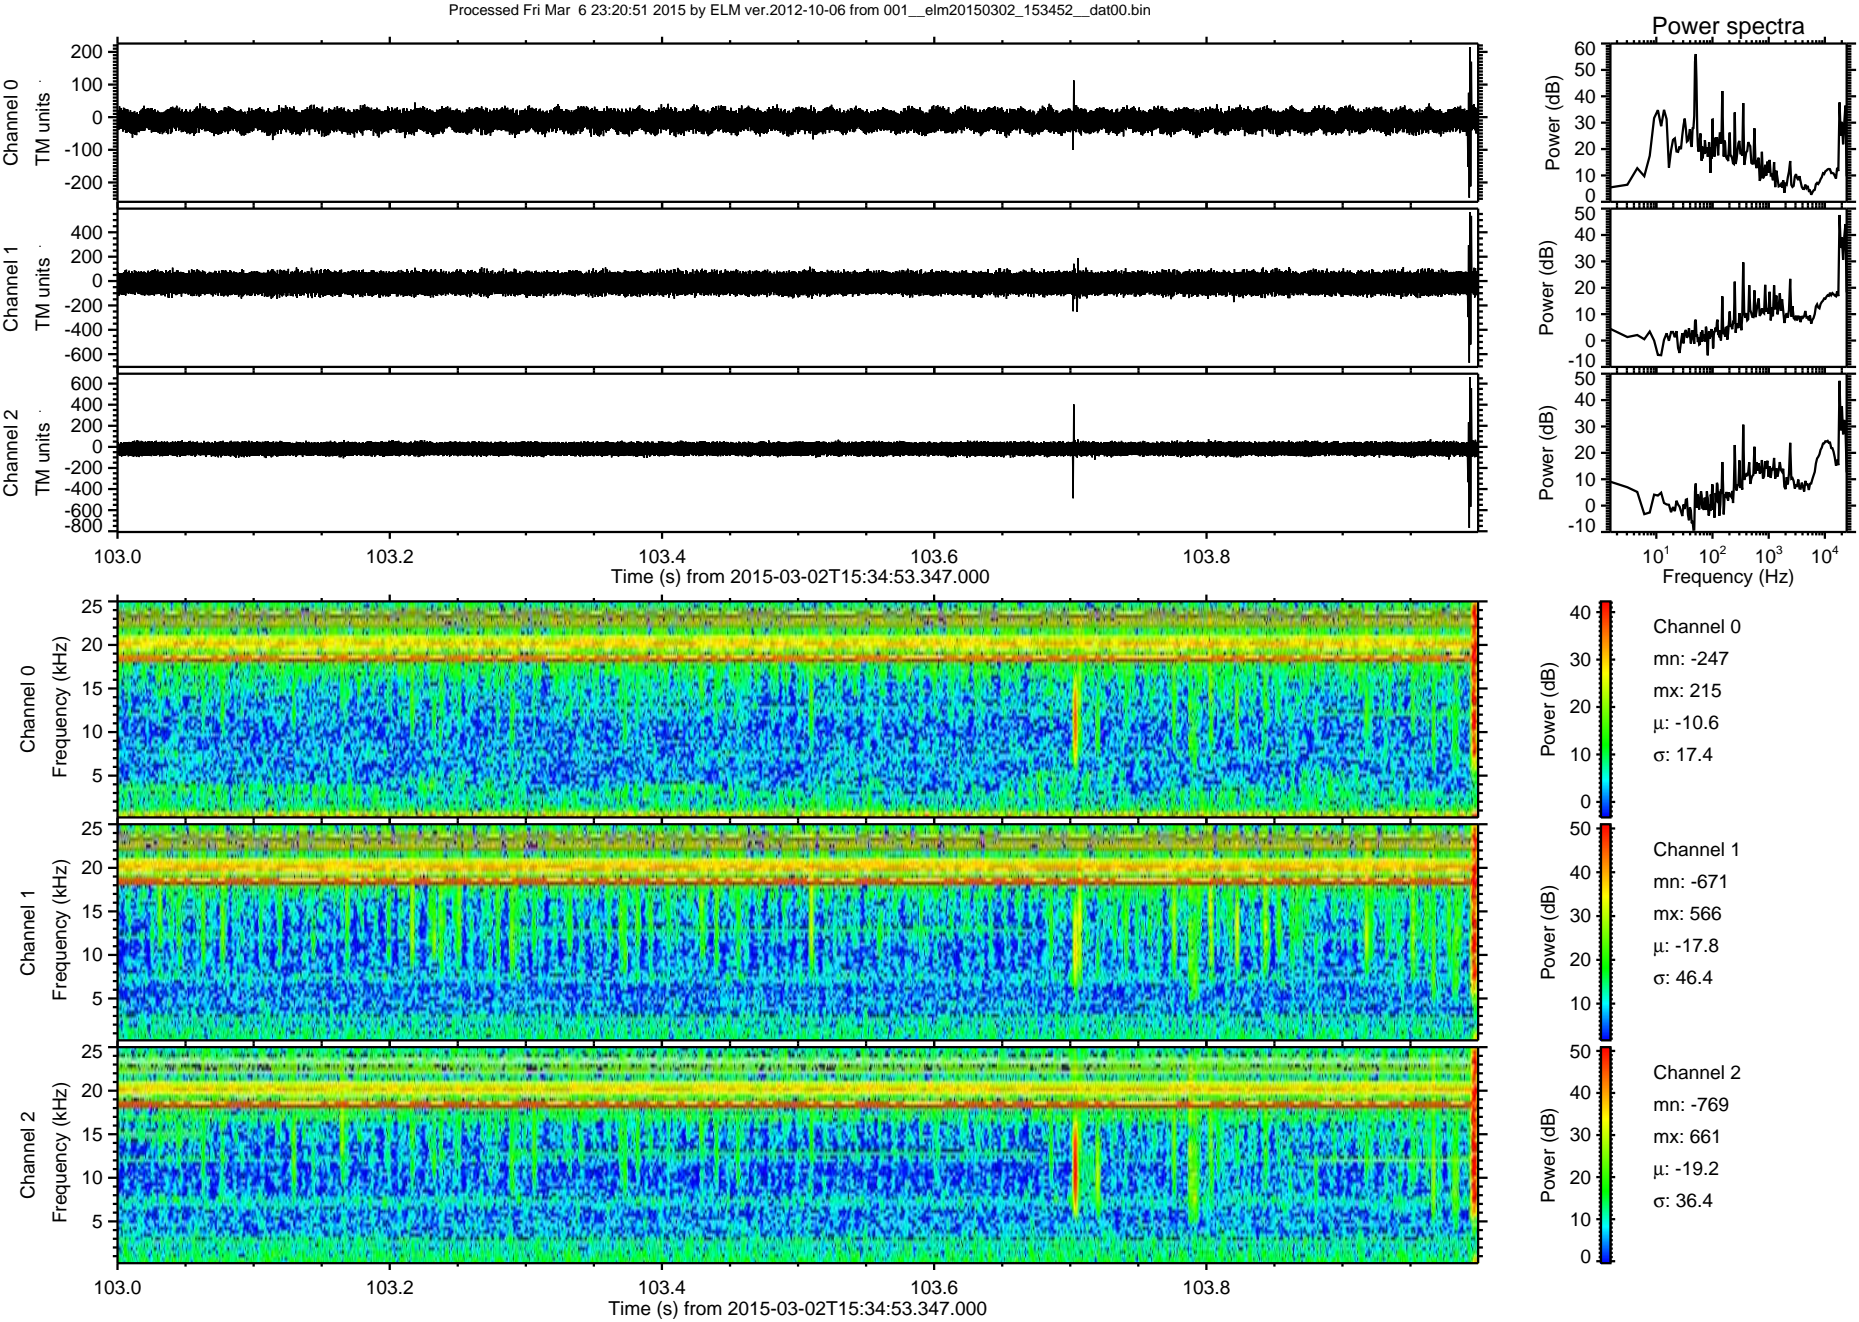 Processed Fri Mar  6 23:20:51 2015 by ELM ver.2012-10-06 from 001__elm20150302_153452__dat00.bin
Power spectra
Channel 0
TM units
200
100
0
-100
-200
Power (dB)
60
50
40
30
20
10
0
Channel 1
TM units
400
200
0
-200
-400
-600
Power (dB)
50
40
30
20
10
0
-10
Channel 2
TM units
600
400
200
0
-200
-400
-600
-800
Power (dB)
50
40
30
20
10
0
-10
103.0 103.2 103.4 103.6 103.8
Time (s) from 2015-03-02T15:34:53.347.000
10^1 10^2 10^3 10^4
Frequency (Hz)
Channel 0
Frequency (kHz)
25
20
15
10
5
Power (dB)
40
30
20
10
0
Channel 0
mn: -247
mx: 215
μ: -10.6
σ: 17.4
Channel 1
Frequency (kHz)
25
20
15
10
5
Power (dB)
50
40
30
20
10
Channel 1
mn: -671
mx: 566
μ: -17.8
σ: 46.4
Channel 2
Frequency (kHz)
25
20
15
10
5
Power (dB)
50
40
30
20
10
0
Channel 2
mn: -769
mx: 661
μ: -19.2
σ: 36.4
103.0 103.2 103.4 103.6 103.8
Time (s) from 2015-03-02T15:34:53.347.000